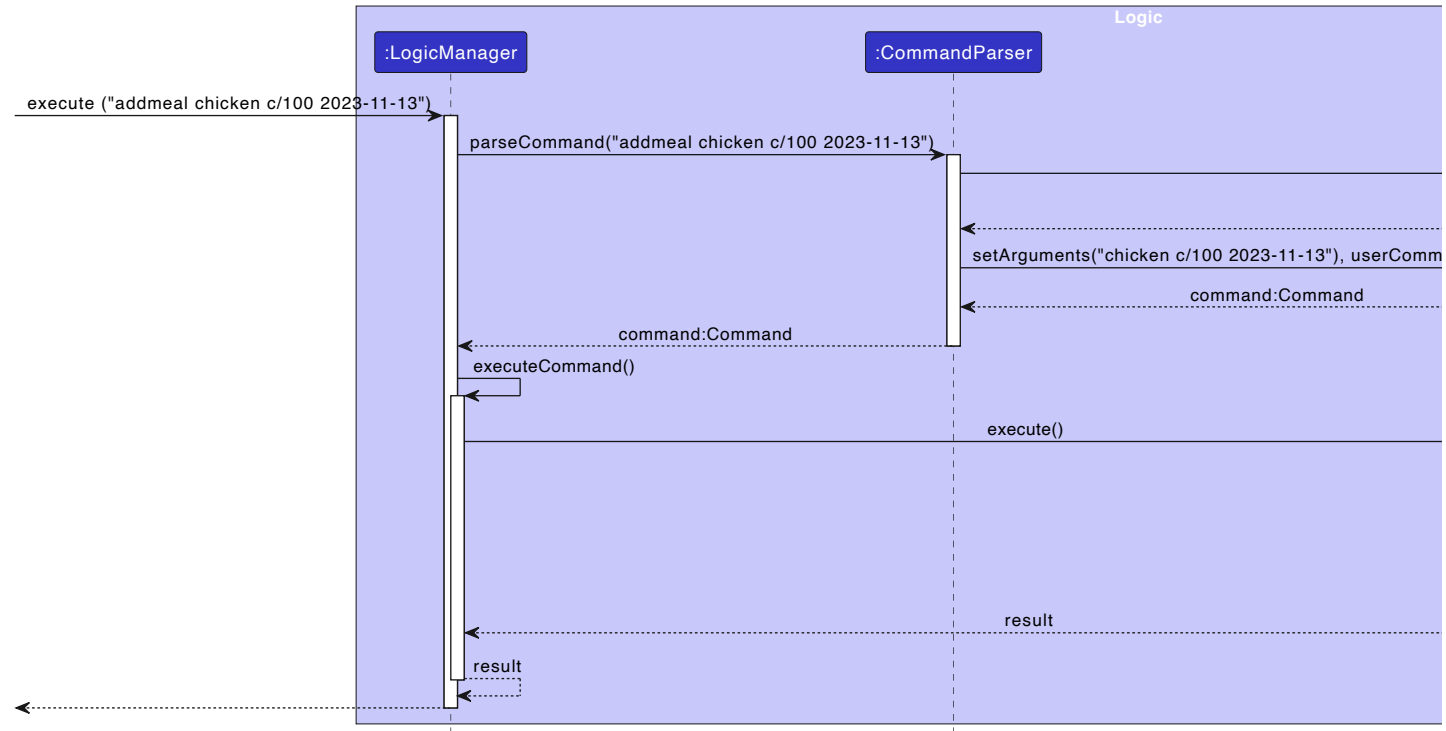 Logic
:LogicManager
:CommandParser
execute ("addmeal chicken c/100 2023-11-13")
parseCommand("addmeal chicken c/100 2023-11-13")
setArguments("chicken c/100 2023-11-13"), userComm
command:Command
command:Command
executeCommand()
execute()
result
result